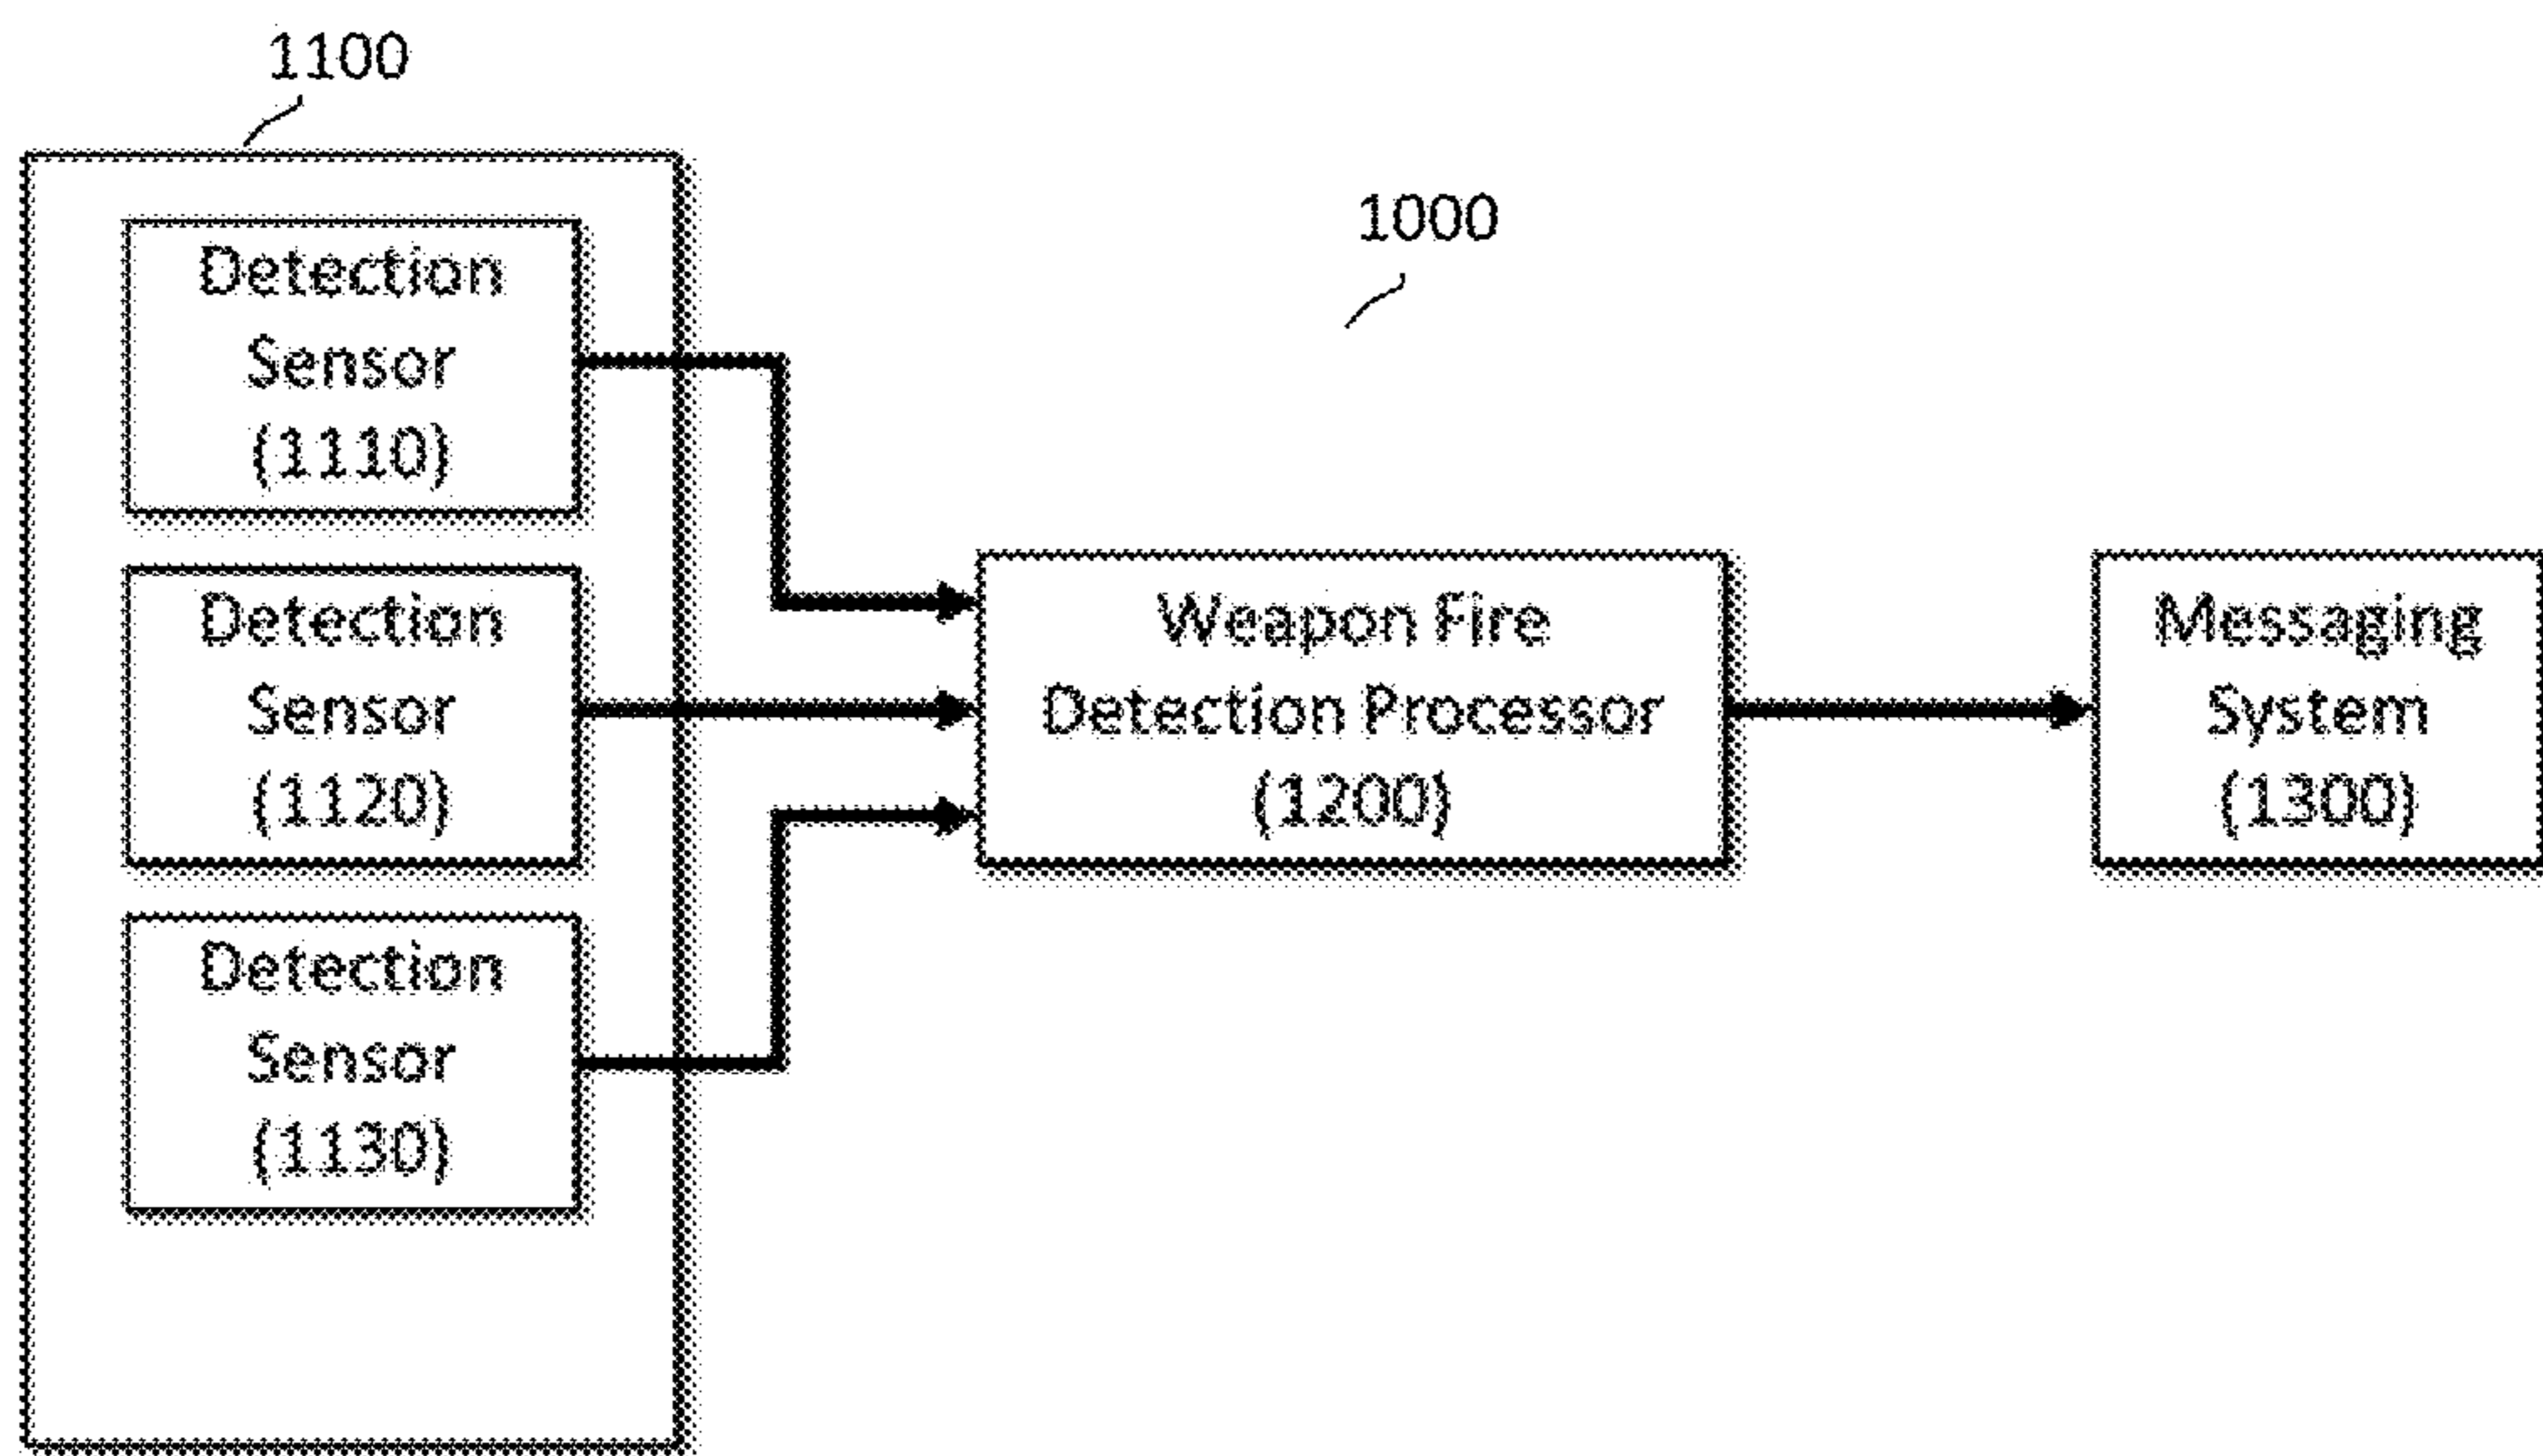 1100
1000
Detection
Sensor
(1110)
Detection
Sensor
(1120)
Detection
Sensor
(1130)
Weapon Fire
Detection Processor
(1200)
Messaging
System
(1300)